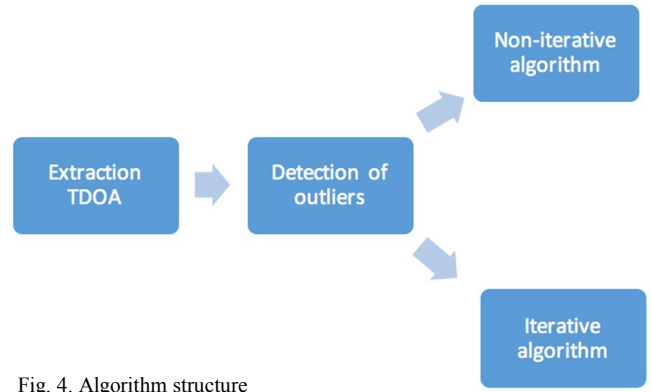 Non-iterative
algorithm
Extraction
TDOA
Detection of
outliers
Iterative
algorithm
Fig. 4. Algorithm structure